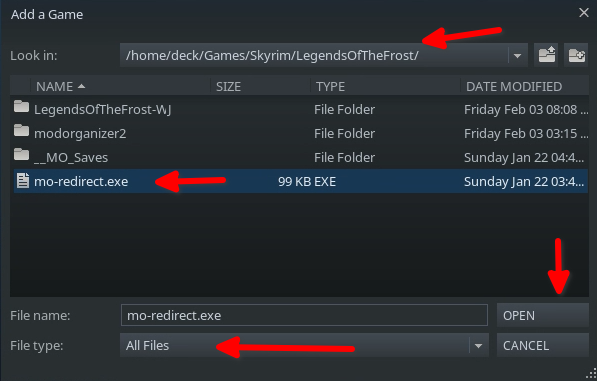 Add a Game
Look in: /home/deck/Games/Skyrim/LegendsOfTheFrost/
NAME SIZE TYPE DATE MODIFIED
LegendsOfTheFrost-WJ File Folder Friday Feb 03 08:08 ...
modorganizer2 File Folder Friday Feb 03 03:15 ...
__MO_Saves File Folder Sunday Jan 22 04:4...
mo-redirect.exe 99 KB EXE Sunday Jan 22 03:4...
File name: mo-redirect.exe OPEN
File type: All Files CANCEL